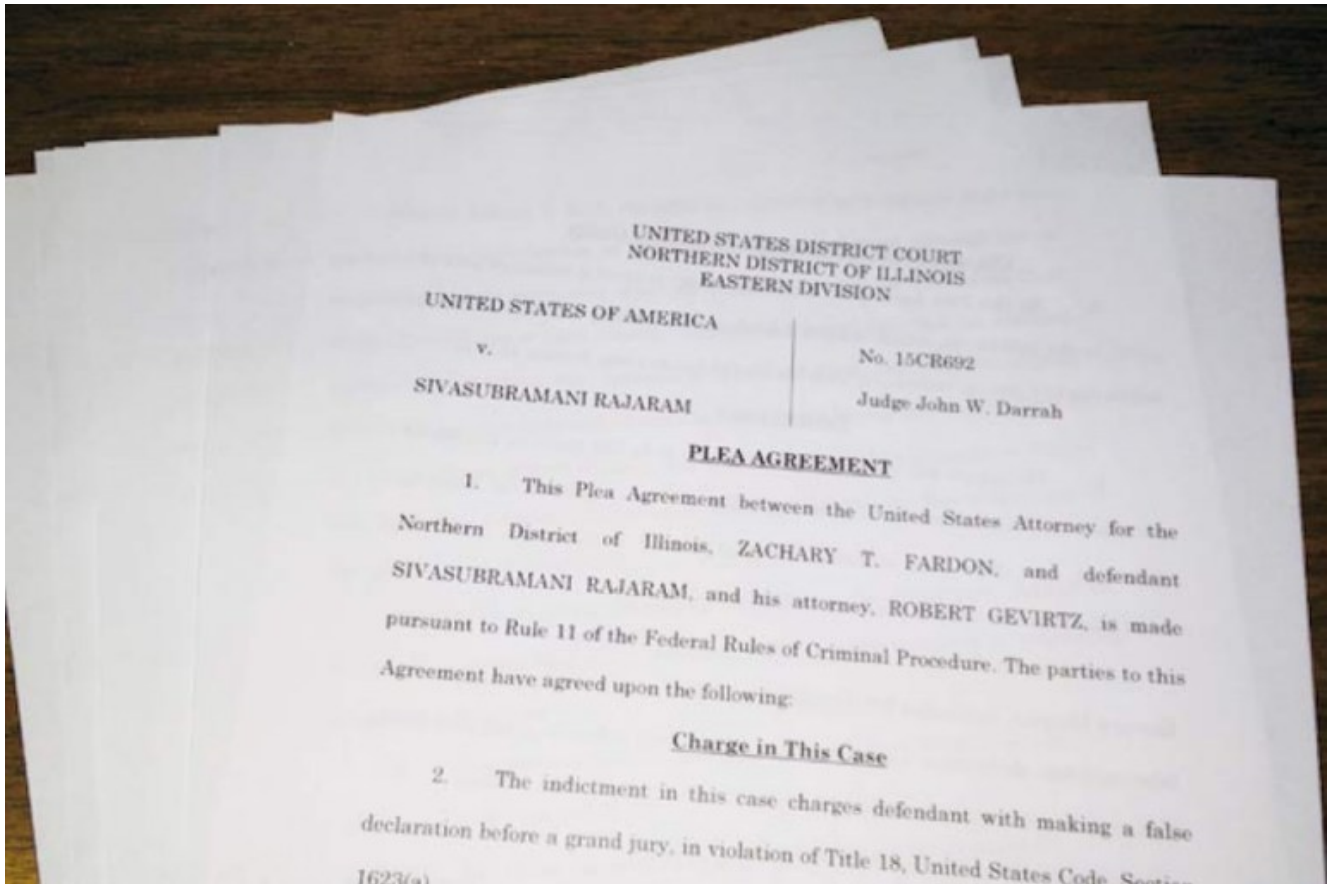 UNITED STATES DISTRICT COURT
NORTHERN DISTRICT OF ILLINOIS
EASTERN DIVISION
UNITED STATES OF AMERICA
v.
SIVASUBRAMANI RAJARAM
No. 15CR692
Judge John W. Darrah
PLEA AGREEMENT
1. This Plea Agreement between the United States Attorney for the
Northern District of Illinois, ZACHARY T. FARDON, and defendant
SIVASUBRAMANI RAJARAM, and his attorney, ROBERT GEVIRTZ, is made
pursuant to Rule 11 of the Federal Rules of Criminal Procedure. The parties to this
Agreement have agreed upon the following:
Charge in This Case
2. The indictment in this case charges defendant with making a false
declaration before a grand jury, in violation of Title 18, United States Code, Section
1623(a)